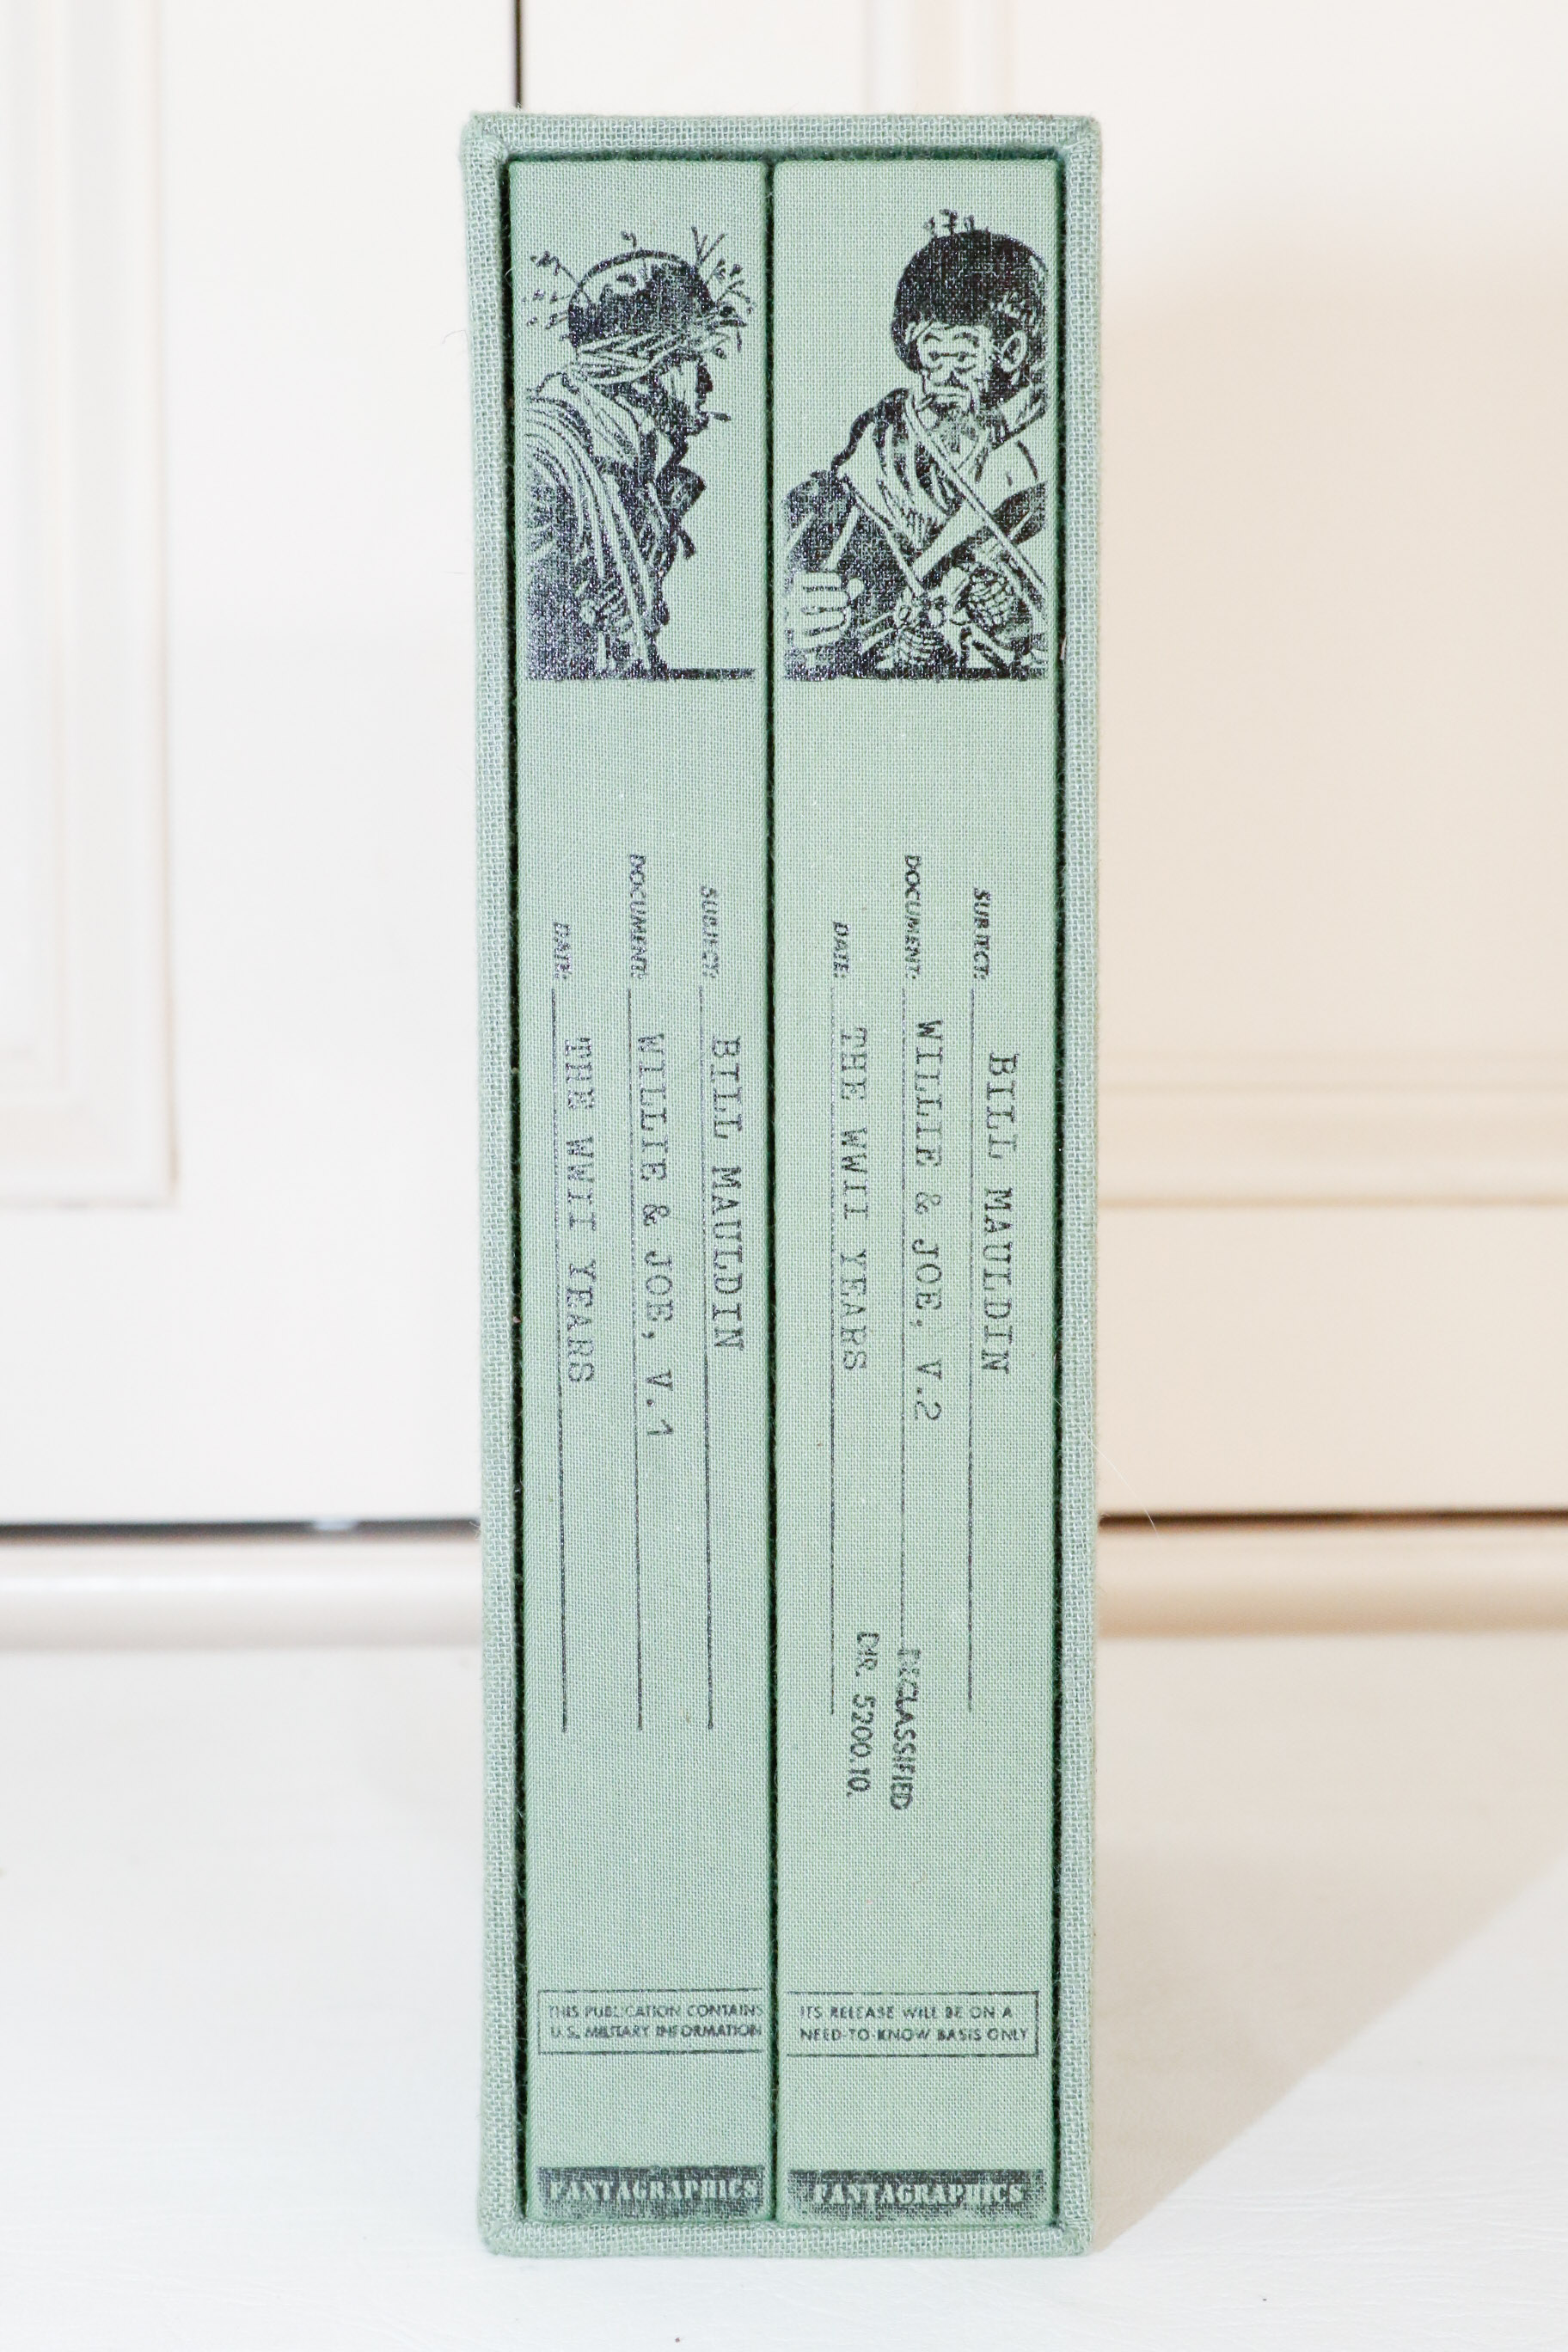 SUBJECT: BILL MAULDIN
DOCUMENT: WILLIE & JOE, V.1
DATE: THE WWII YEARS
THIS PUBLICATION CONTAINS
U.S. MILITARY INFORMATION
FANTAGRAPHICS
SUBJECT: BILL MAULDIN
DOCUMENT: WILLIE & JOE, V.2
DATE: THE WWII YEARS
DECLASSIFIED
DIR. 5200.10.
ITS RELEASE WILL BE ON A
NEED-TO-KNOW BASIS ONLY
FANTAGRAPHICS